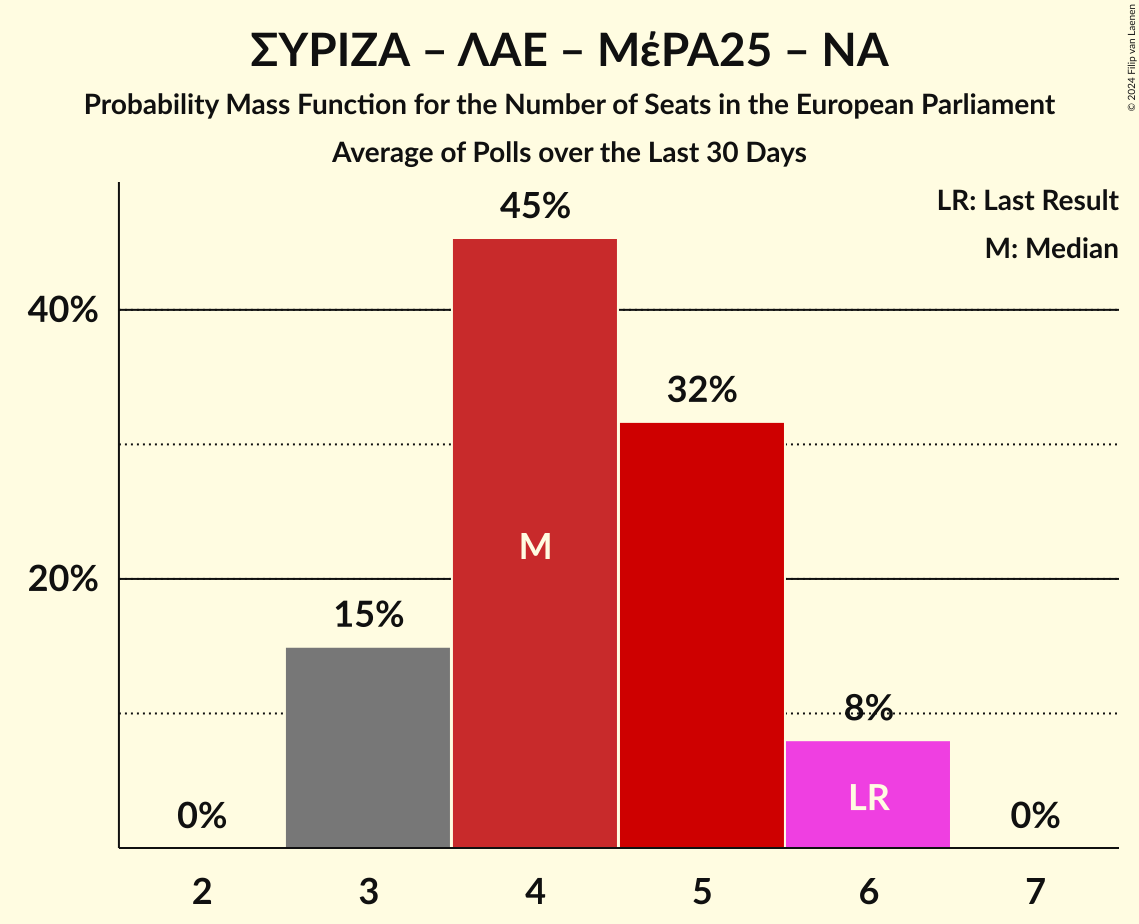 ΣΥΡΙΖΑ – ΛΑΕ – ΜέΡΑ25 – ΝΑ
Probability Mass Function for the Number of Seats in the European Parliament
Average of Polls over the Last 30 Days
© 2024 Filip van Laenen
LR: Last Result
M: Median
45%
40%
32%
M
20%
15%
8%
LR
0%
0%
2 3 4 5 6 7